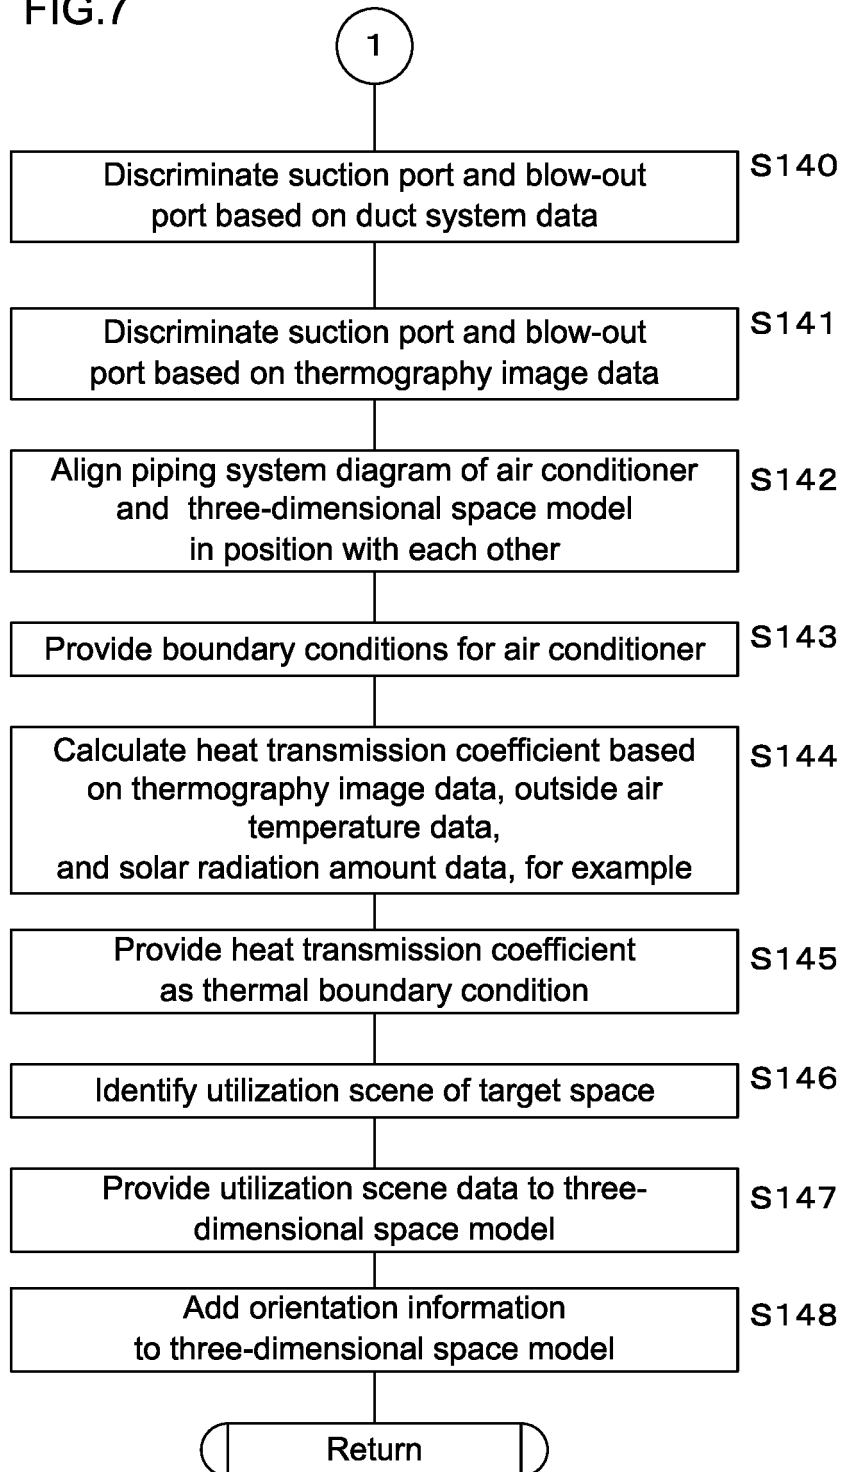 FIG.7
1
Discriminate suction port and blow-out
port based on duct system data
S140
Discriminate suction port and blow-out
port based on thermography image data
S141
Align piping system diagram of air conditioner
and three-dimensional space model
in position with each other
S142
Provide boundary conditions for air conditioner
S143
Calculate heat transmission coefficient based
on thermography image data, outside air
temperature data,
and solar radiation amount data, for example
S144
Provide heat transmission coefficient
as thermal boundary condition
S145
Identify utilization scene of target space
S146
Provide utilization scene data to three-
dimensional space model
S147
Add orientation information
to three-dimensional space model
S148
Return